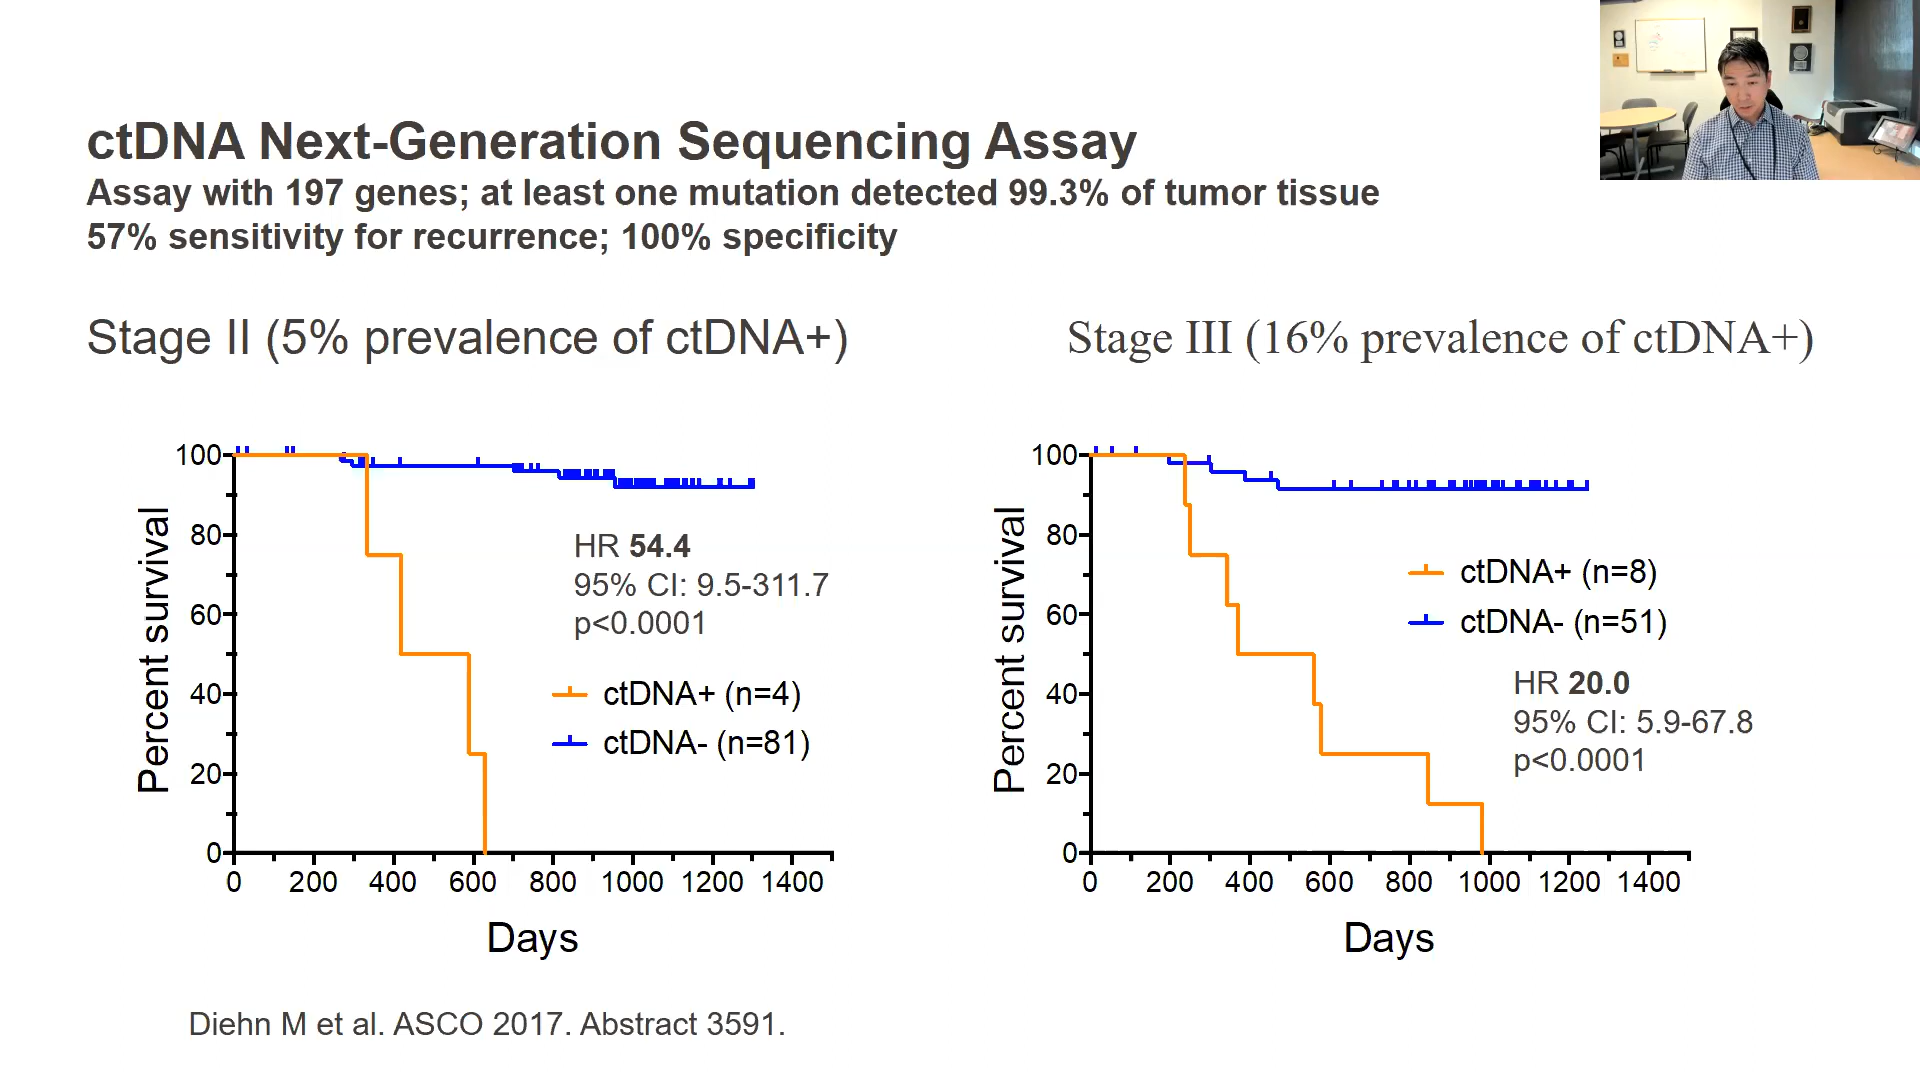 ctDNA Next-Generation Sequencing Assay
Assay with 197 genes; at least one mutation detected 99.3% of tumor tissue
57% sensitivity for recurrence; 100% specificity
Stage II (5% prevalence of ctDNA+)
Percent survival
100
80
60
40
20
0
HR 54.4
95% CI: 9.5-311.7
p<0.0001
ctDNA+ (n=4)
ctDNA- (n=81)
0 200 400 600 800 1000 1200 1400
Days
Stage III (16% prevalence of ctDNA+)
Percent survival
100
80
60
40
20
0
ctDNA+ (n=8)
ctDNA- (n=51)
HR 20.0
95% CI: 5.9-67.8
p<0.0001
0 200 400 600 800 1000 1200 1400
Days
Diehn M et al. ASCO 2017. Abstract 3591.